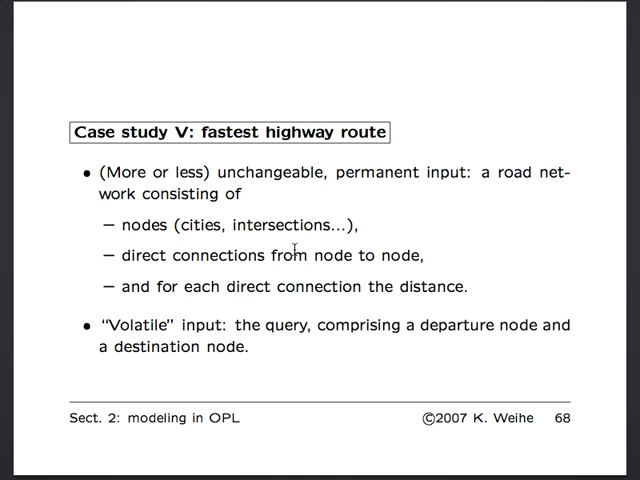 Case study V: fastest highway route
• (More or less) unchangeable, permanent input: a road net-
work consisting of
– nodes (cities, intersections...),
– direct connections from node to node,
– and for each direct connection the distance.
• “Volatile” input: the query, comprising a departure node and
a destination node.
Sect. 2: modeling in OPL ©2007 K. Weihe 68